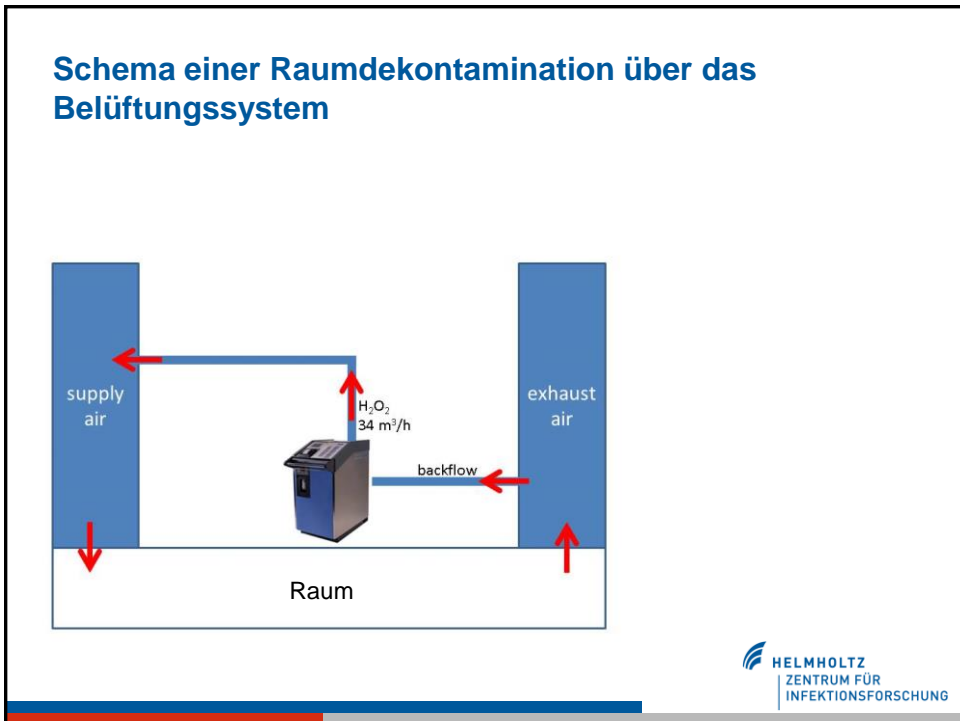 Schema einer Raumdekontamination über das
Belüftungssystem
supply
air
H₂O₂
34 m³/h
backflow
exhaust
air
Raum
HELMHOLTZ
ZENTRUM FÜR
INFEKTIONSFORSCHUNG